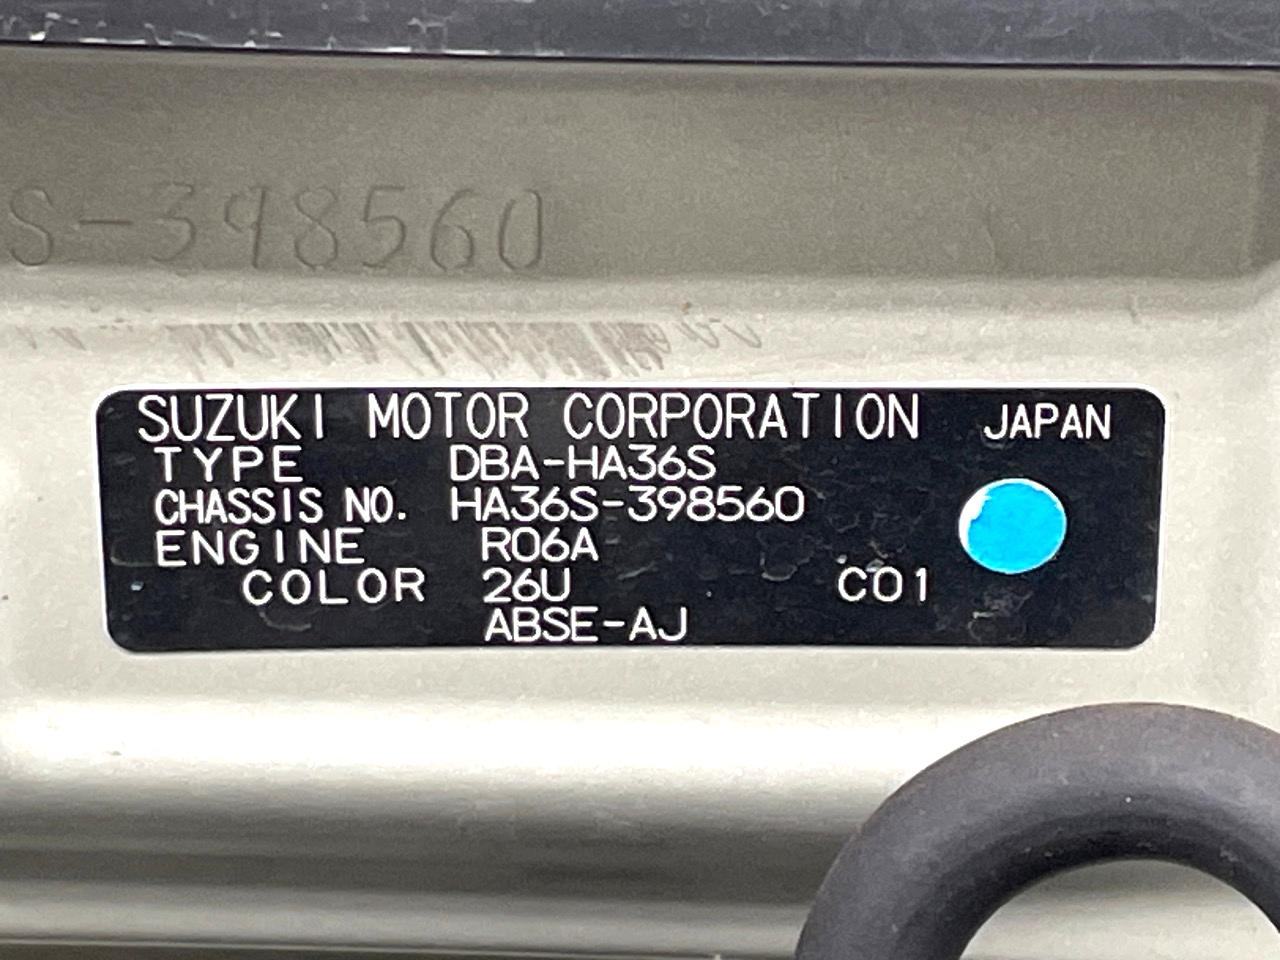 S-398560
SUZUKI MOTOR CORPORATION JAPAN
TYPE DBA-HA36S
CHASSIS NO. HA36S-398560
ENGINE R06A
COLOR 26U C01
ABSE-AJ